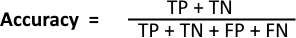 Accuracy = TP + TN
TP + TN + FP + FN